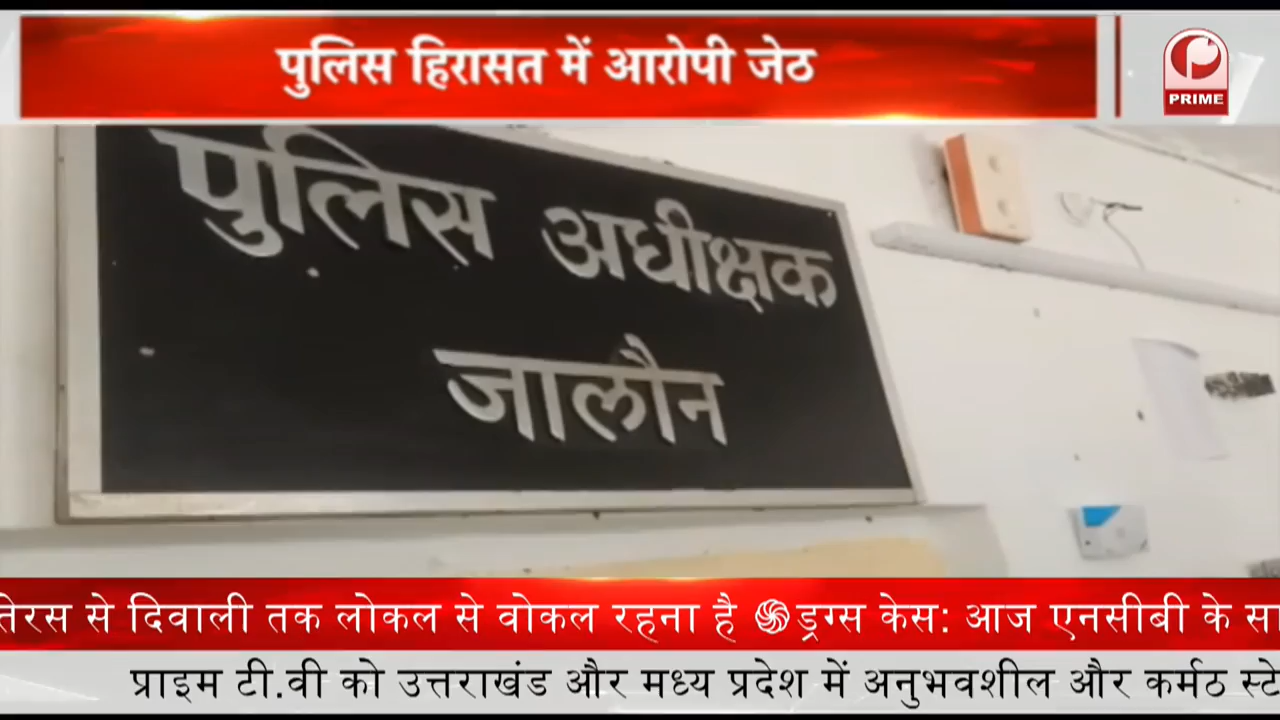 पुलिस हिरासत में आरोपी जेठ
PRIME
पुलिस अधीक्षक
जालौन
तेरस से दिवाली तक लोकल से वोकल रहना है ֍ड्रग्स केस: आज एनसीबी के सा
प्राइम टी.वी को उत्तराखंड और मध्य प्रदेश में अनुभवशील और कर्मठ स्टे